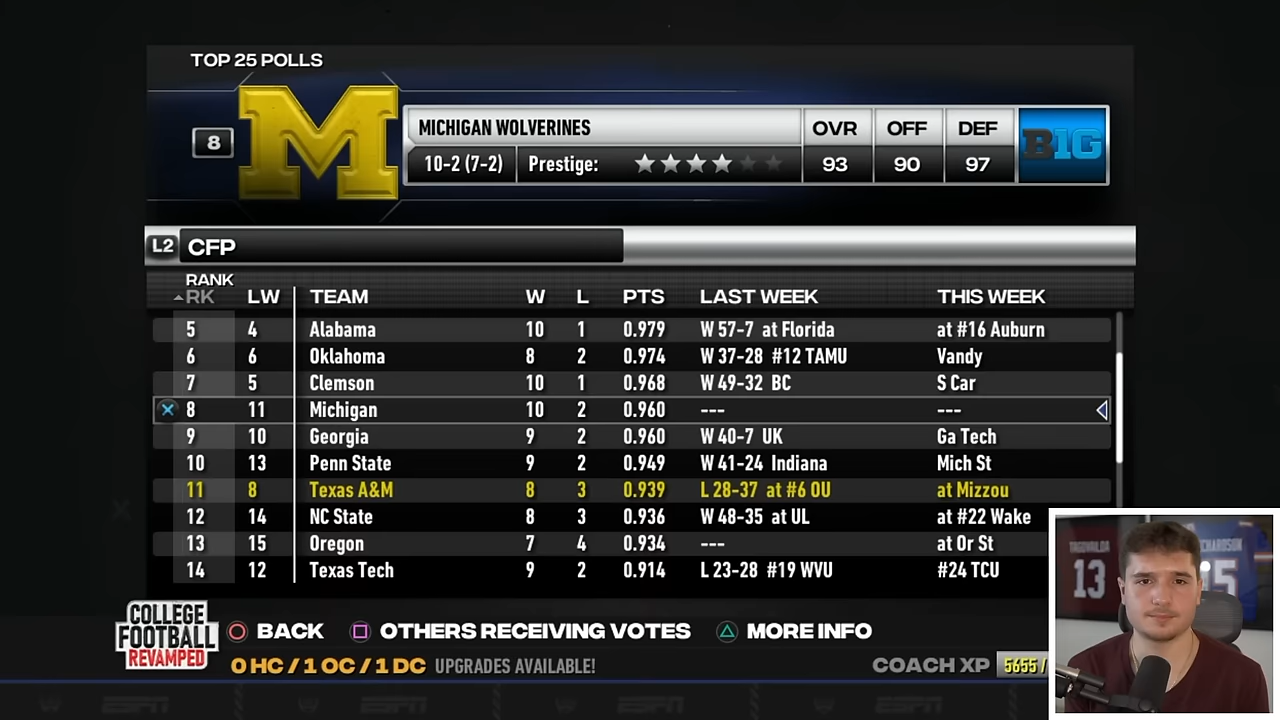 TOP 25 POLLS
8
MICHIGAN WOLVERINES
OVR OFF DEF
B1G
10-2 (7-2) Prestige: 93 90 97
L2 CFP
RANK
RK LW TEAM W L PTS LAST WEEK THIS WEEK
5 4 Alabama 10 1 0.979 W 57-7 at Florida at #16 Auburn
6 6 Oklahoma 8 2 0.974 W 37-28 #12 TAMU Vandy
7 5 Clemson 10 1 0.968 W 49-32 BC S Car
8 11 Michigan 10 2 0.960 --- ---
9 10 Georgia 9 2 0.960 W 40-7 UK Ga Tech
10 13 Penn State 9 2 0.949 W 41-24 Indiana Mich St
11 8 Texas A&M 8 3 0.939 L 28-37 at #6 OU at Mizzou
12 14 NC State 8 3 0.936 W 48-35 at UL at #22 Wake
13 15 Oregon 7 4 0.934 --- at Or St
14 12 Texas Tech 9 2 0.914 L 23-28 #19 WVU #24 TCU
COLLEGE
FOOTBALL
REVAMPED
BACK OTHERS RECEIVING VOTES MORE INFO
0 HC / 1 OC / 1 DC UPGRADES AVAILABLE!
COACH XP 5655 /
13
ESPN